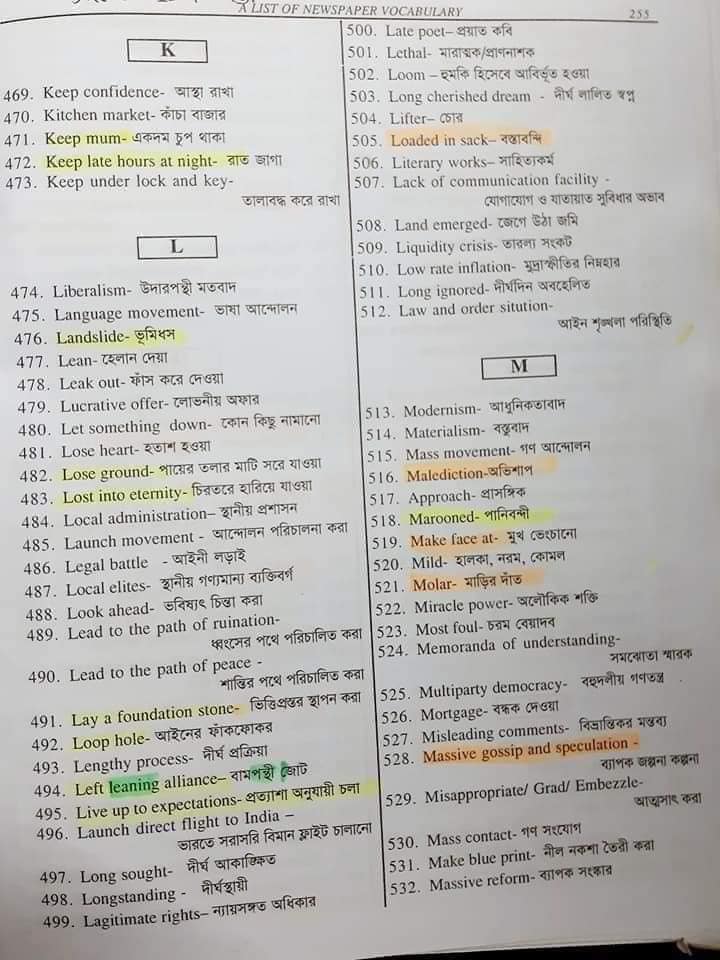 A LIST OF NEWSPAPER VOCABULARY
255
K
469. Keep confidence- আস্থা রাখা
470. Kitchen market- কাঁচা বাজার
471. Keep mum- একদম চুপ থাকা
472. Keep late hours at night- রাত জাগা
473. Keep under lock and key-
তালাবদ্ধ করে রাখা
L
474. Liberalism- উদারপন্থী মতবাদ
475. Language movement- ভাষা আন্দোলন
476. Landslide- ভূমিধস
477. Lean- হেলান দেয়া
478. Leak out- ফাঁস করে দেওয়া
479. Lucrative offer- লোভনীয় অফার
480. Let something down- কোন কিছু নামানো
481. Lose heart- হতাশ হওয়া
482. Lose ground- পায়ের তলার মাটি সরে যাওয়া
483. Lost into eternity- চিরতরে হারিয়ে যাওয়া
484. Local administration– স্থানীয় প্রশাসন
485. Launch movement - আন্দোলন পরিচালনা করা
486. Legal battle - আইনী লড়াই
487. Local elites- স্থানীয় গণ্যমান্য ব্যক্তিবর্গ
488. Look ahead- ভবিষ্যৎ চিন্তা করা
489. Lead to the path of ruination-
ধ্বংসের পথে পরিচালিত করা
490. Lead to the path of peace -
শান্তির পথে পরিচালিত করা
491. Lay a foundation stone- ভিত্তিপ্রস্তর স্থাপন করা
492. Loop hole- আইনের ফাঁকফোকর
493. Lengthy process- দীর্ঘ প্রক্রিয়া
494. Left leaning alliance– বামপন্থী জোট
495. Live up to expectations- প্রত্যাশা অনুযায়ী চলা
496. Launch direct flight to India –
ভারতে সরাসরি বিমান ফ্লাইট চালানো
497. Long sought- দীর্ঘ আকাঙ্ক্ষিত
498. Longstanding - দীর্ঘস্থায়ী
499. Lagitimate rights– ন্যায়সঙ্গত অধিকার
500. Late poet– প্রয়াত কবি
501. Lethal- মারাত্মক/প্রাণনাশক
502. Loom – হুমকি হিসেবে আবির্ভূত হওয়া
503. Long cherished dream - দীর্ঘ লালিত স্বপ্ন
504. Lifter– চোর
505. Loaded in sack– বস্তাবন্দি
506. Literary works– সাহিত্যকর্ম
507. Lack of communication facility -
যোগাযোগ ও যাতায়াত সুবিধার অভাব
508. Land emerged- জেগে উঠা জমি
509. Liquidity crisis- তারল্য সংকট
510. Low rate inflation- মুদ্রাস্ফীতির নিম্নহার
511. Long ignored- দীর্ঘদিন অবহেলিত
512. Law and order sitution-
আইন শৃঙ্খলা পরিস্থিতি
M
513. Modernism- আধুনিকতাবাদ
514. Materialism- বস্তুবাদ
515. Mass movement- গণ আন্দোলন
516. Malediction-অভিশাপ
517. Approach- প্রাসঙ্গিক
518. Marooned- পানিবন্দী
519. Make face at- মুখ ভেংচানো
520. Mild- হালকা, নরম, কোমল
521. Molar- মাড়ির দাঁত
522. Miracle power- অলৌকিক শক্তি
523. Most foul- চরম বেয়াদব
524. Memoranda of understanding-
সমঝোতা স্মারক
525. Multiparty democracy- বহুদলীয় গণতন্ত্র
526. Mortgage- বন্ধক দেওয়া
527. Misleading comments- বিভ্রান্তিকর মন্তব্য
528. Massive gossip and speculation -
ব্যাপক জল্পনা কল্পনা
529. Misappropriate/ Grad/ Embezzle-
আত্মসাৎ করা
530. Mass contact- গণ সংযোগ
531. Make blue print- নীল নকশা তৈরী করা
532. Massive reform- ব্যাপক সংস্কার